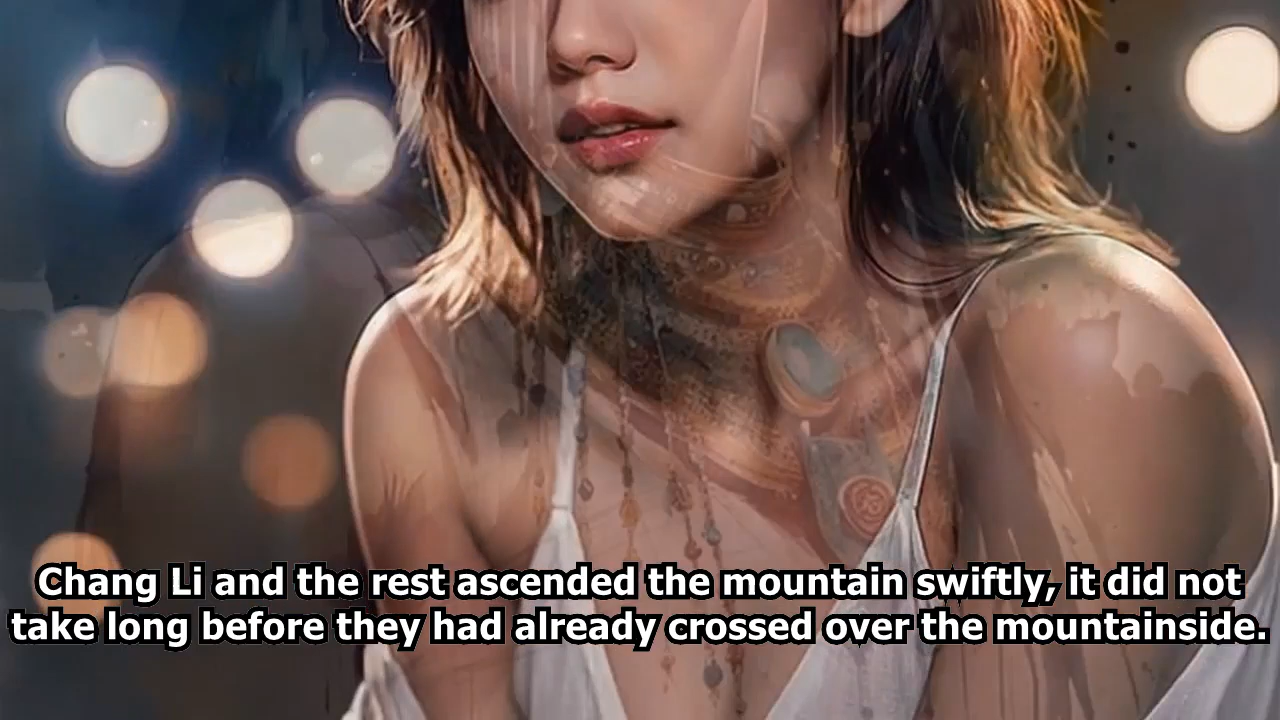 Chang Li and the rest ascended the mountain swiftly, it did not
take long before they had already crossed over the mountainside.